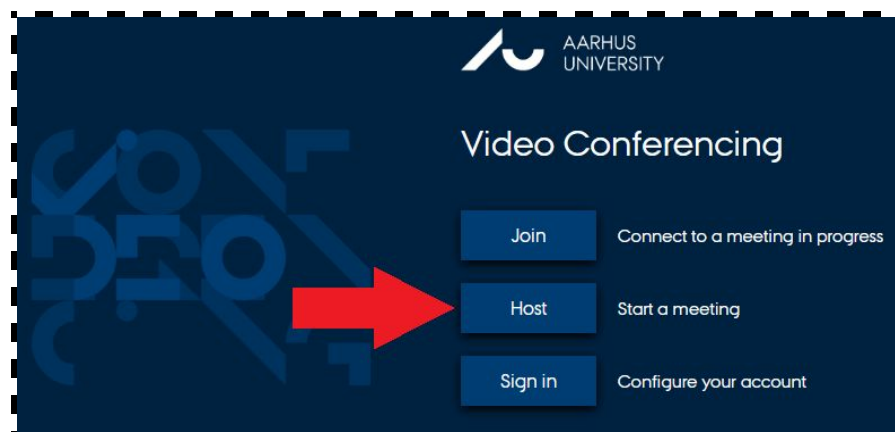 AARHUS
UNIVERSITY
Video Conferencing
Join Connect to a meeting in progress
Host Start a meeting
Sign in Configure your account